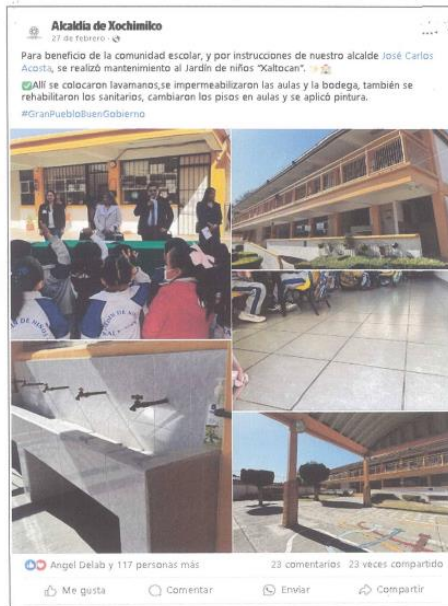 Alcaldía de Xochimilco
27 de febrero
Para beneficio de la comunidad escolar, y por instrucciones de nuestro alcalde José Carlos
Acosta, se realizó mantenimiento al Jardín de niños "Xaltocan".
Allí se colocaron lavamanos,se impermeabilizaron las aulas y la bodega, también se
rehabilitaron los sanitarios, cambiaron los pisos en aulas y se aplicó pintura.
#GranPuebloBuenGobierno
Angel Delab y 117 personas más
23 comentarios 23 veces compartido
Me gusta
Comentar
Enviar
Compartir